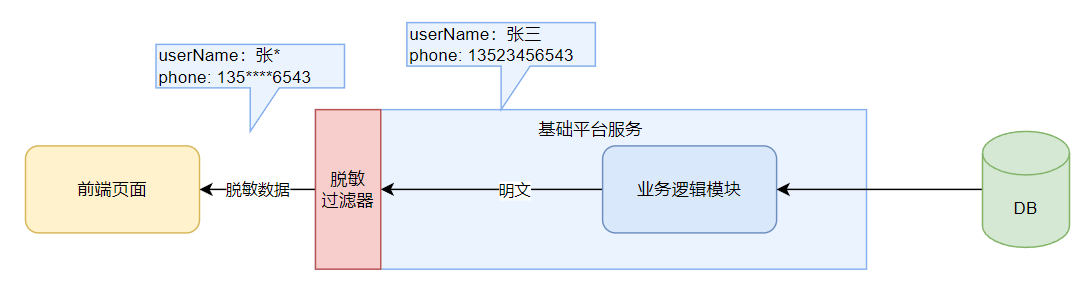 userName：张三
phone: 13523456543
userName：张*
phone: 135****6543
基础平台服务
前端页面
脱敏数据
脱敏
过滤器
明文
业务逻辑模块
DB